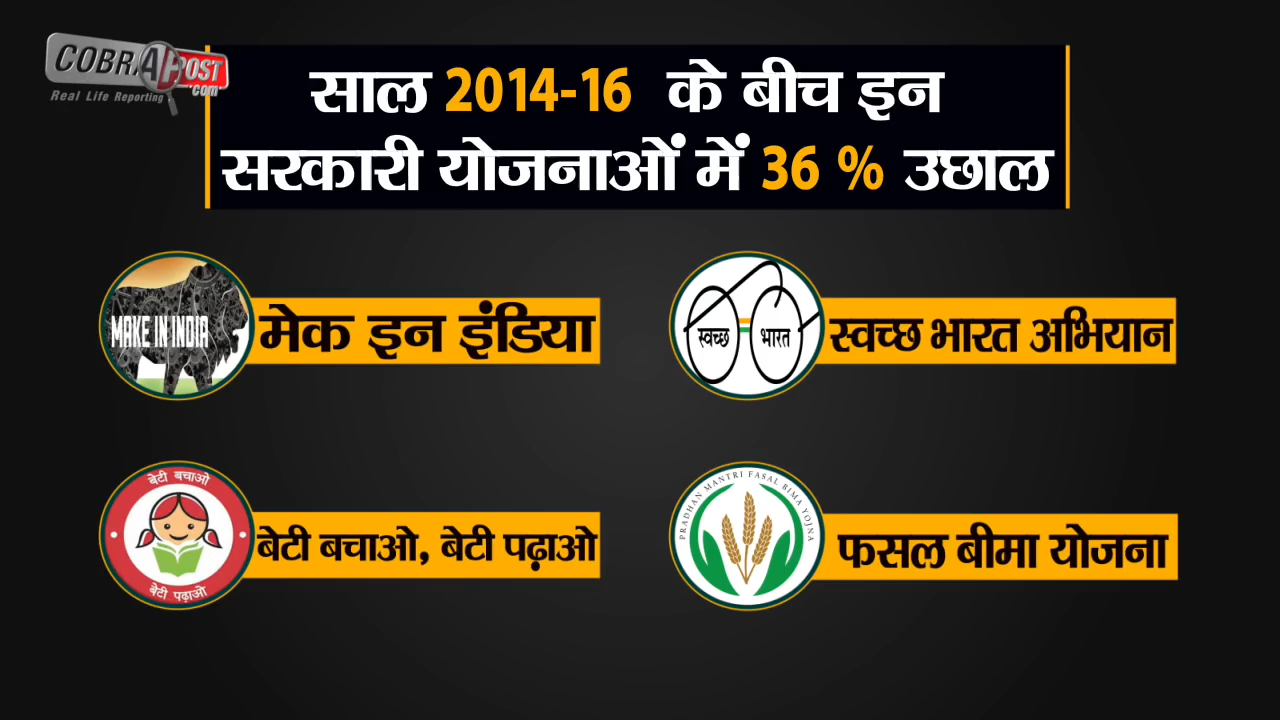 COBRAPOST
.com
Real Life Reporting
साल 2014-16 के बीच इन
सरकारी योजनाओं में 36 % उछाल
MAKE IN INDIA
मेक इन इंडिया
स्वच्छ भारत
स्वच्छ भारत अभियान
बेटी बचाओ
बेटी पढ़ाओ
बेटी बचाओ, बेटी पढ़ाओ
PRADHAN MANTRI FASAL BIMA YOJNA
फसल बीमा योजना